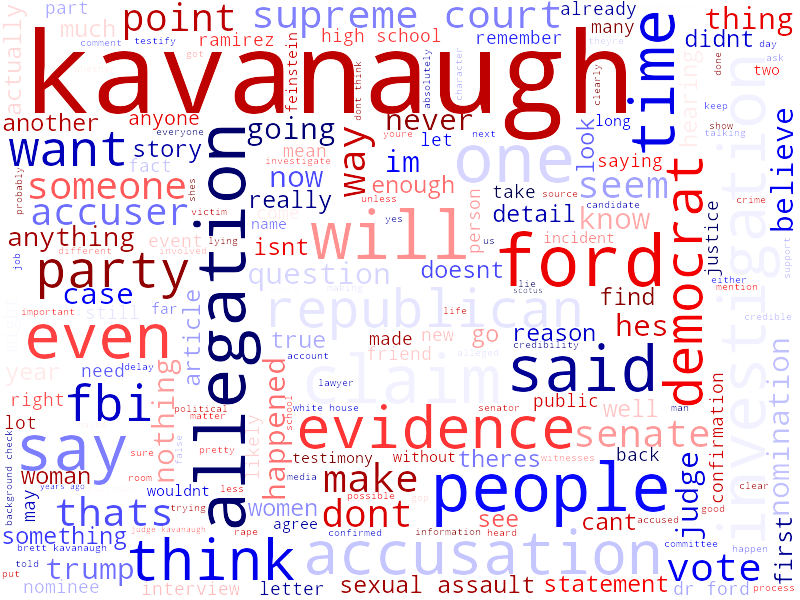 part
supreme court
already
point
many
thing
actually
much
ramirez
high school
remember
didnt
day
comment
testify
got
theyre
time
ask
kavanaugh
feinstein
dont think
absolutely
character
clearly
done
two
hearing
another
anyone
everyone
going
never
youre
next
long
keep
show
talking
want
story
allegation
mean
investigate
way
im
let
one
look
saying
believe
fact
now
enough
seem
democrat
investigation
someone
shes
really
unless
take
source
candidate
crime
probably
accuser
victim
name
yes
person
detail
know
justice
anything
event
lying
come
isnt
will
us
incident
support
job
different
involved
party
question
doesnt
ford
either
mention
case
far
making
lie
scotus
find
credible
important
still
article
republican
life
reason
hes
people
even
true
made
new
go
credibility
year
need
delay
account
friend
alleged
said
nothing
happened
claim
right
fbi
lawyer
public
well
confirmation
nomination
lot
political
matter
school
white house
senator
man
say
likely
evidence
senate
background check
sure
false
pretty
testimony
without
theres
witnesses
back
judge
woman
room
media
years ago
wouldnt
less
make
possible
gop
people
clear
may
thats
trying
women
dont
see
cant
accused
good
something
judge kavanaugh
rape
agree
confirmed
information
heard
committee
happen
first
brett kavanaugh
told
think
accusation
vote
put
trump
nominee
interview
letter
sexual assault
statement
dr ford
process